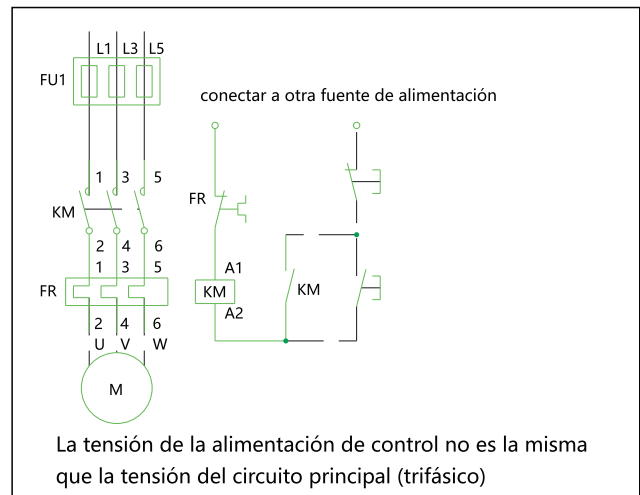 L1 L3 L5
FU1
conectar a otra fuente de alimentación
1 3 5
KM
FR
2 4 6
A1
1 3 5
FR
KM
KM
A2
2 4 6
U V W
M
La tensión de la alimentación de control no es la misma
que la tensión del circuito principal (trifásico)